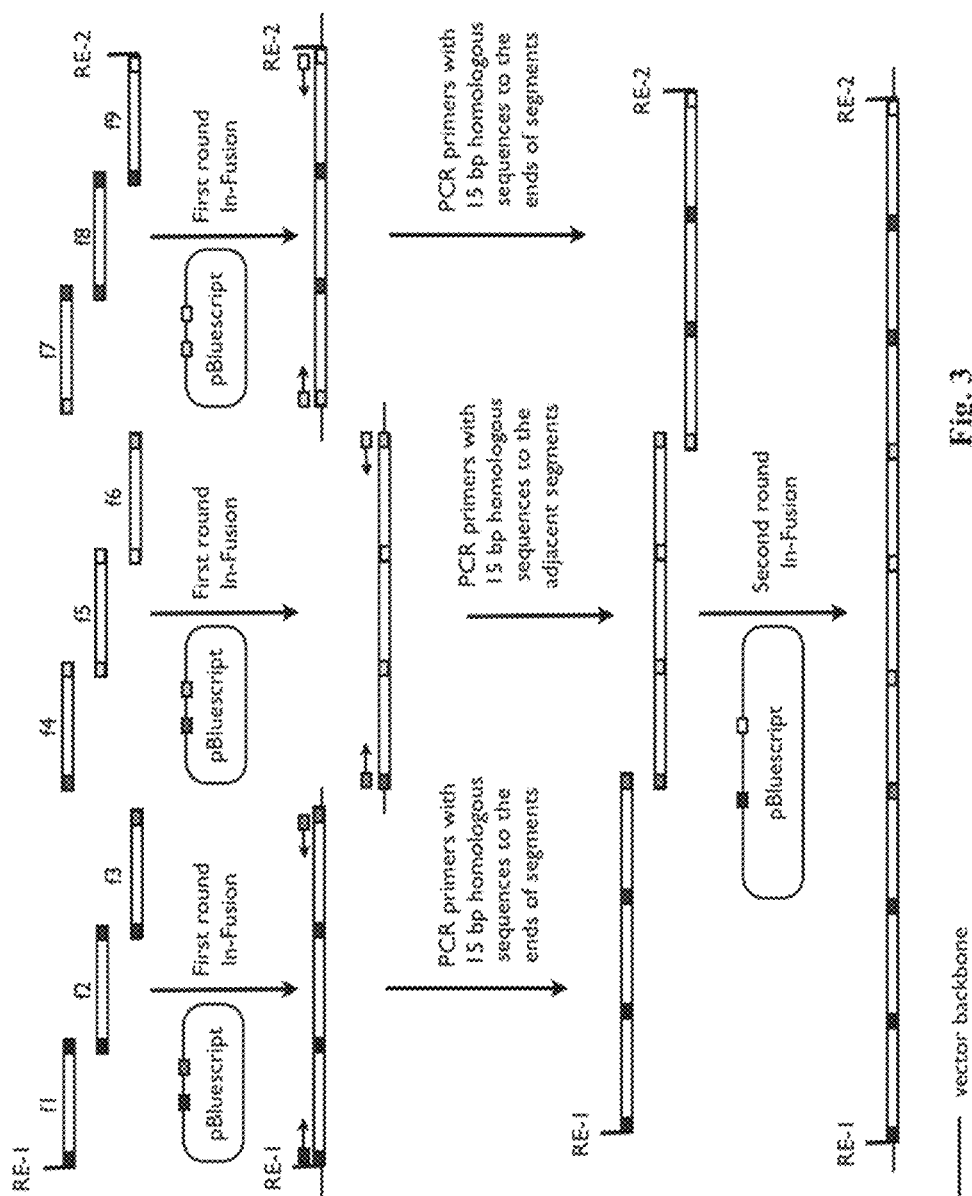 RE-1
f1
f2
f3
f4
f5
f6
f7
f8
f9
RE-2
pBluescript
First round
In-Fusion
pBluescript
First round
In-Fusion
pBluescript
First round
In-Fusion
RE-1
RE-2
PCR primers with
15 bp homologous
sequences to the
ends of segments
PCR primers with
15 bp homologous
sequences to the
adjacent segments
PCR primers with
15 bp homologous
sequences to the
ends of segments
RE-1
RE-2
pBluescript
Second round
In-Fusion
RE-1
RE-2
vector backbone
Fig. 3